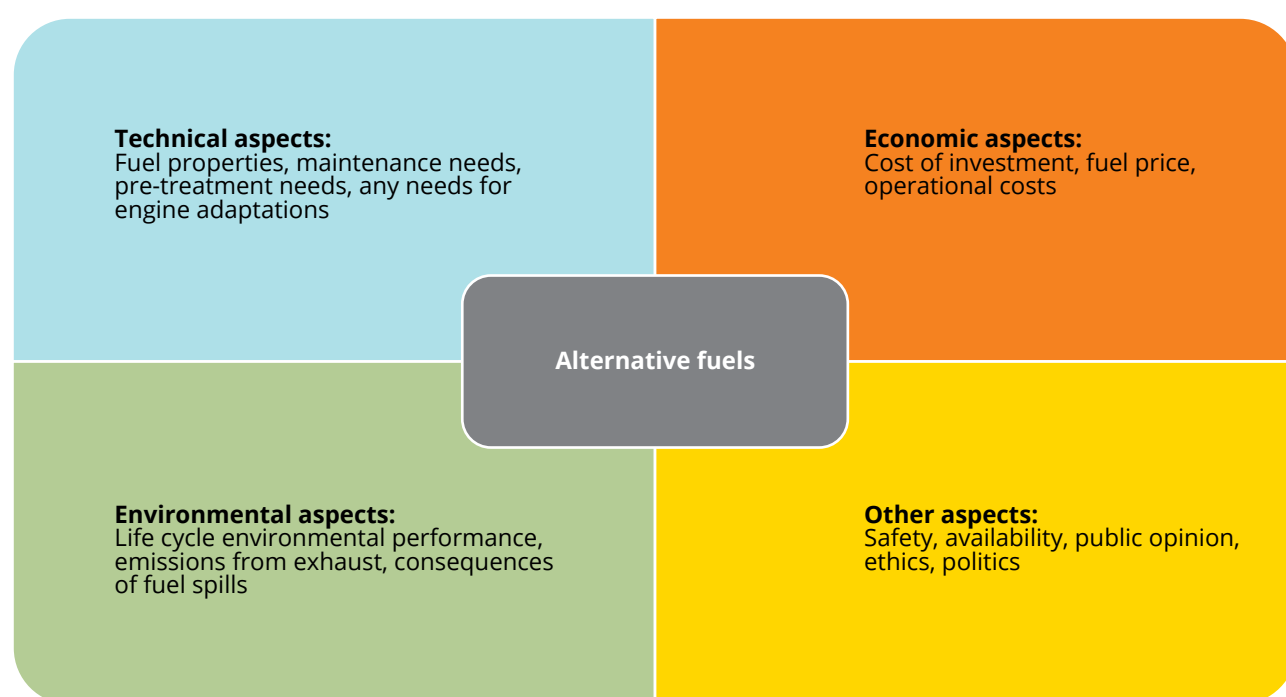 Technical aspects:
Fuel properties, maintenance needs,
pre-treatment needs, any needs for
engine adaptations
Economic aspects:
Cost of investment, fuel price,
operational costs
Alternative fuels
Environmental aspects:
Life cycle environmental performance,
emissions from exhaust, consequences
of fuel spills
Other aspects:
Safety, availability, public opinion,
ethics, politics